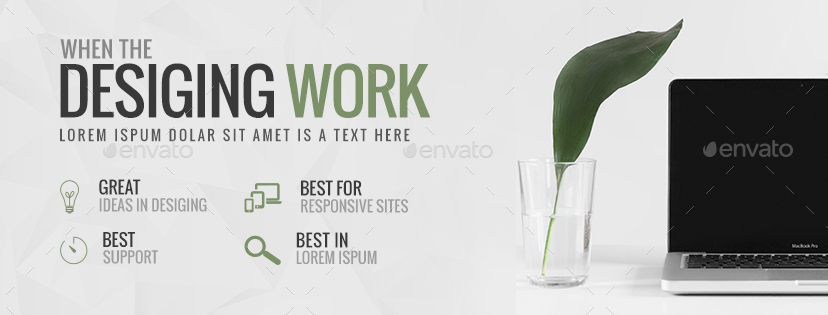 WHEN THE
DESIGING WORK
LOREM ISPUM DOLAR SIT AMET IS A TEXT HERE
envato
envato
envato
GREAT
IDEAS IN DESIGING
BEST FOR
RESPONSIVE SITES
BEST
SUPPORT
BEST IN
LOREM ISPUM
MacBook Pro